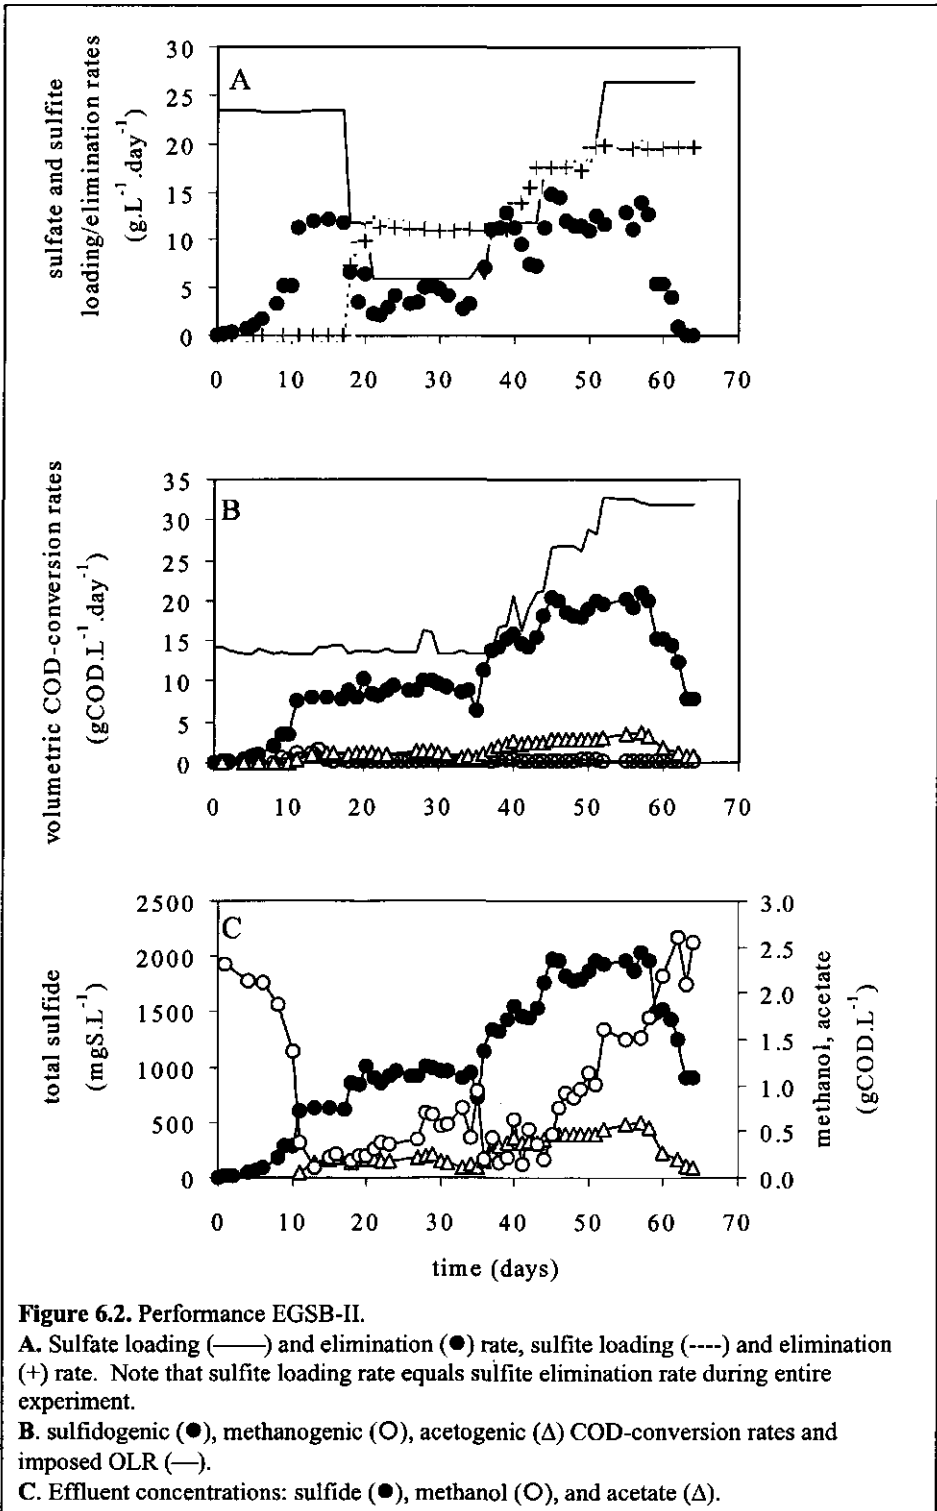 A
sulfate and sulfite
loading/elimination rates
(g.L⁻¹.day⁻¹)
30
25
20
15
10
5
0
0 10 20 30 40 50 60 70
B
volumetric COD-conversion rates
(gCOD.L⁻¹.day⁻¹)
35
30
25
20
15
10
5
0
0 10 20 30 40 50 60 70
C
total sulfide
(mgS.L⁻¹)
2500
2000
1500
1000
500
0
3.0
2.5
2.0
1.5
1.0
0.5
0.0
methanol, acetate
(gCOD.L⁻¹)
0 10 20 30 40 50 60 70
time (days)
Figure 6.2. Performance EGSB-II.
A. Sulfate loading (——) and elimination (●) rate, sulfite loading (----) and elimination
(+) rate. Note that sulfite loading rate equals sulfite elimination rate during entire
experiment.
B. sulfidogenic (●), methanogenic (O), acetogenic (Δ) COD-conversion rates and
imposed OLR (—).
C. Effluent concentrations: sulfide (●), methanol (O), and acetate (Δ).